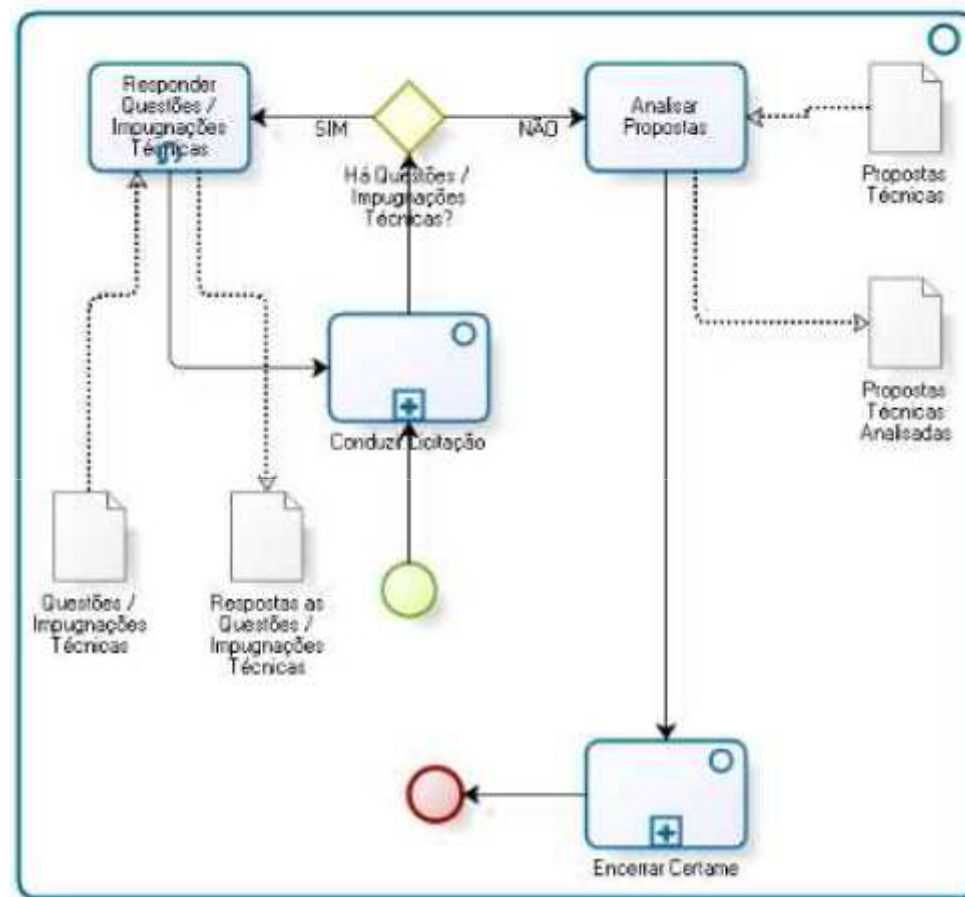 Responder
Questões /
Impugnações
Técnicas
SIM
NÃO
Há Questões /
Impugnações
Técnicas?
Analisar
Propostas
Propostas
Técnicas
Propostas
Técnicas
Analisadas
Conduzir Licitação
Questões /
Impugnações
Técnicas
Respostas as
Questões /
Impugnações
Técnicas
Encerrar Certame